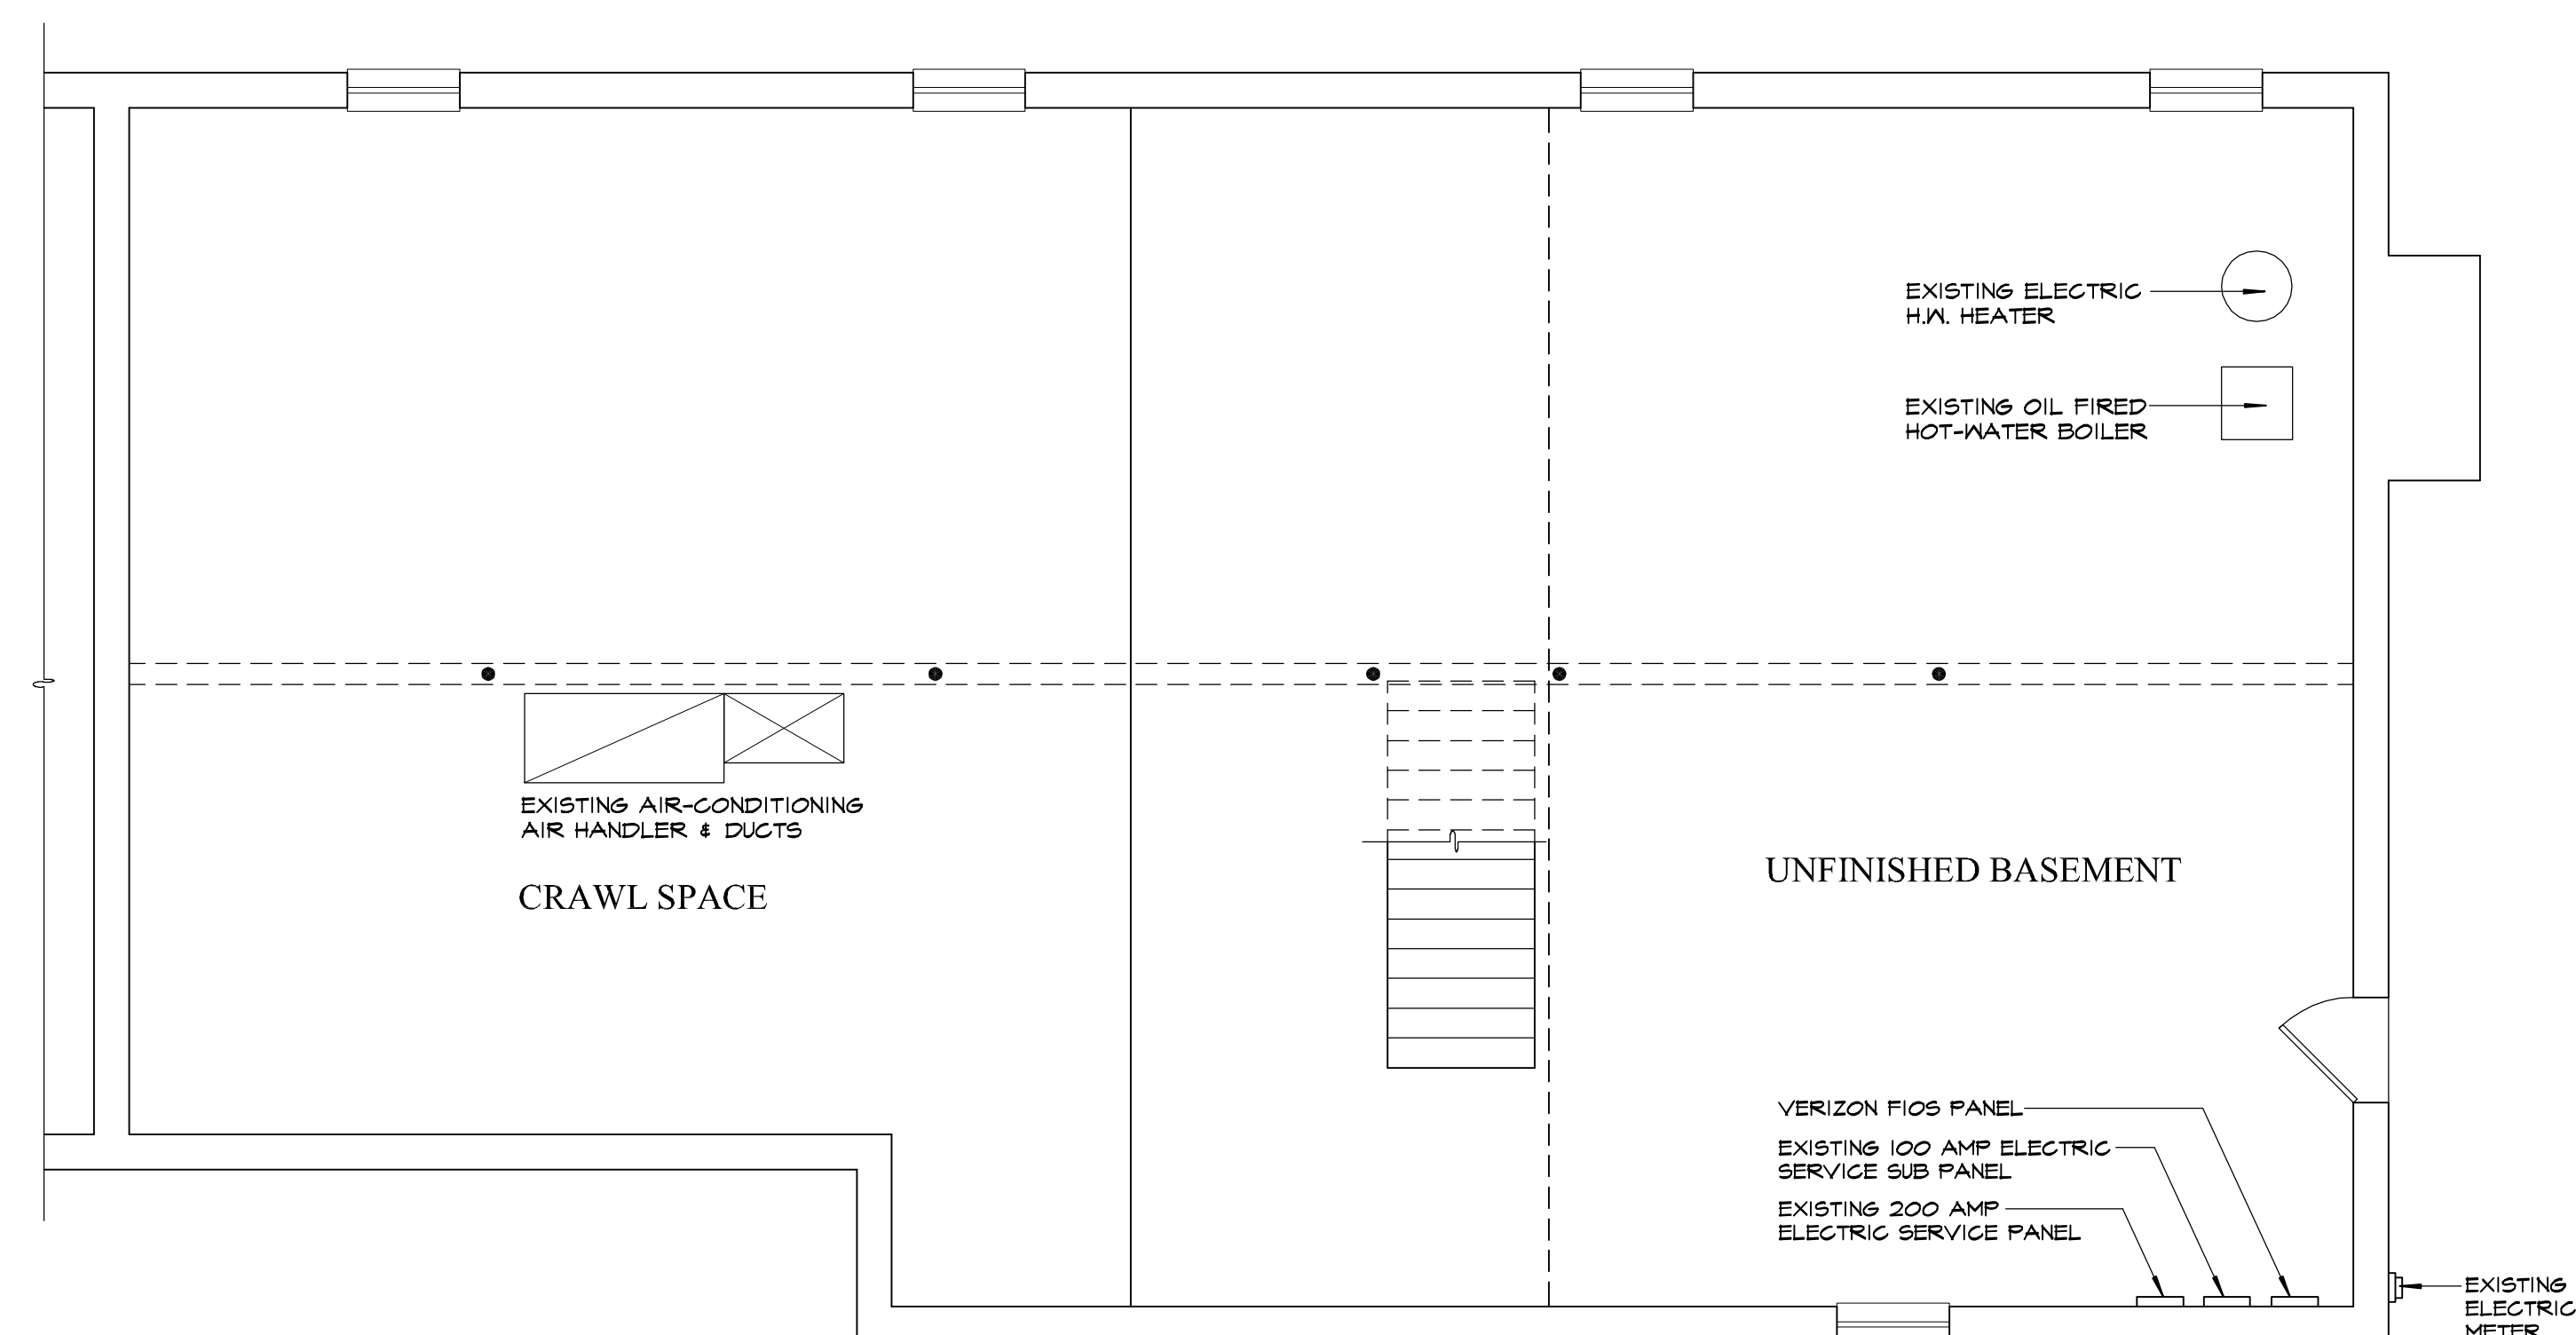 EXISTING ELECTRIC
H.W. HEATER
EXISTING OIL FIRED
HOT-WATER BOILER
EXISTING AIR-CONDITIONING
AIR HANDLER & DUCTS
CRAWL SPACE
UNFINISHED BASEMENT
VERIZON FIOS PANEL
EXISTING 100 AMP ELECTRIC
SERVICE SUB PANEL
EXISTING 200 AMP
ELECTRIC SERVICE PANEL
EXISTING
ELECTRIC
METER